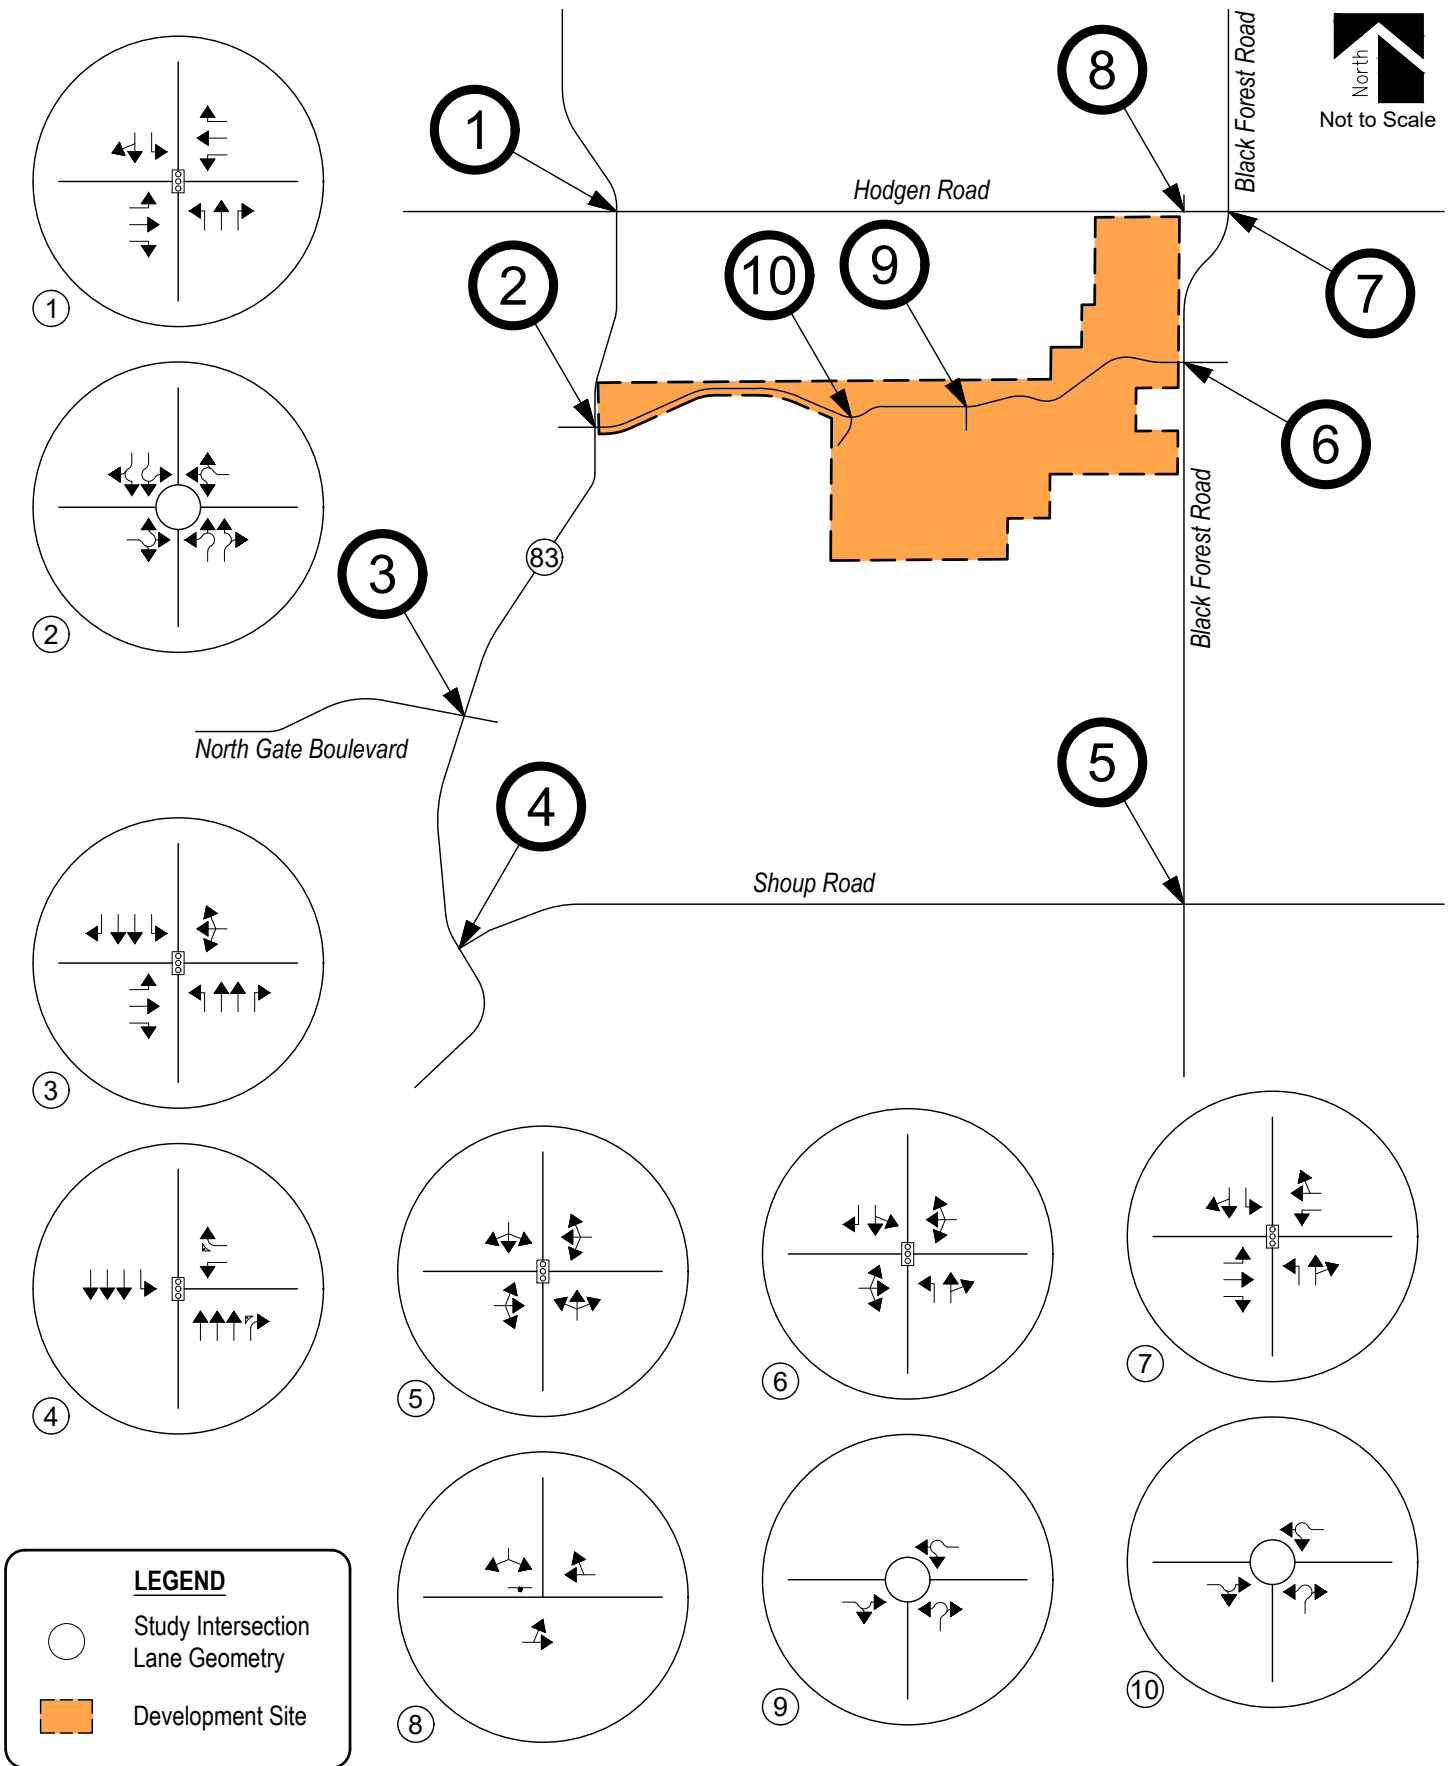 8
Black Forest Road
North
Not to Scale
1
Hodgen Road
2
10
9
7
1
6
2
83
3
Black Forest Road
North Gate Boulevard
4
5
Shoup Road
3
4
5
6
7
8
9
10
LEGEND
Study Intersection
Lane Geometry
Development Site